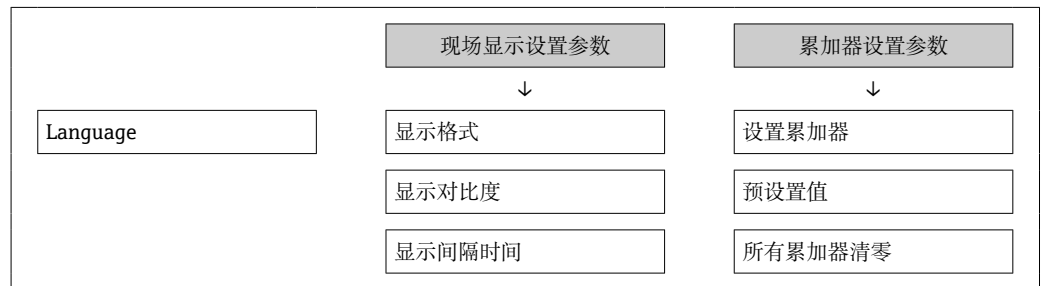 现场显示设置参数
累加器设置参数
↓
↓
Language
显示格式
设置累加器
显示对比度
预设置值
显示间隔时间
所有累加器清零